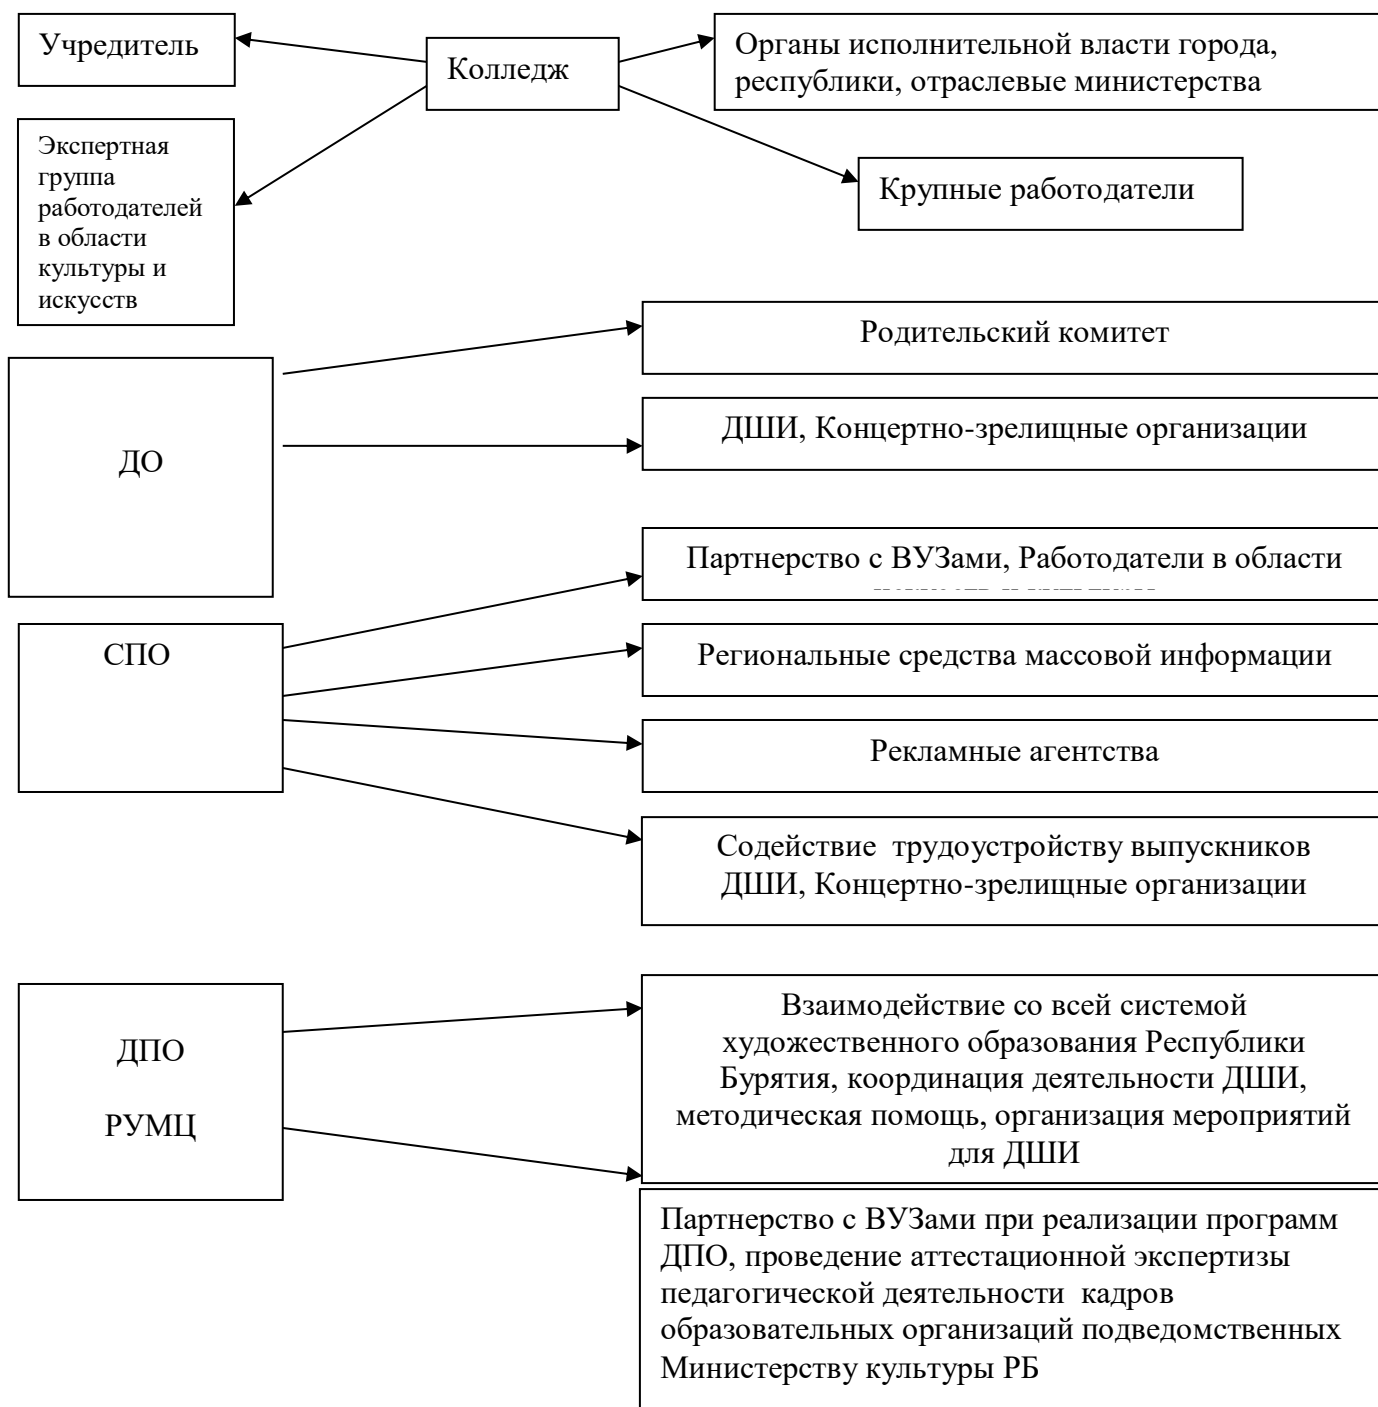 Учредитель
Колледж
Органы исполнительной власти города,
республики, отраслевые министерства
Экспертная
группа
работодателей
в области
культуры и
искусств
Крупные работодатели
Родительский комитет
ДШИ, Концертно-зрелищные организации
ДО
Партнерство с ВУЗами, Работодатели в области
СПО
Региональные средства массовой информации
Рекламные агентства
Содействие трудоустройству выпускников
ДШИ, Концертно-зрелищные организации
ДПО
РУМЦ
Взаимодействие со всей системой
художественного образования Республики
Бурятия, координация деятельности ДШИ,
методическая помощь, организация мероприятий
для ДШИ
Партнерство с ВУЗами при реализации программ
ДПО, проведение аттестационной экспертизы
педагогической деятельности кадров
образовательных организаций подведомственных
Министерству культуры РБ